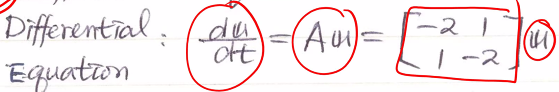 Differential : du/dt = Au = [-2 1; 1 -2] u
Equation